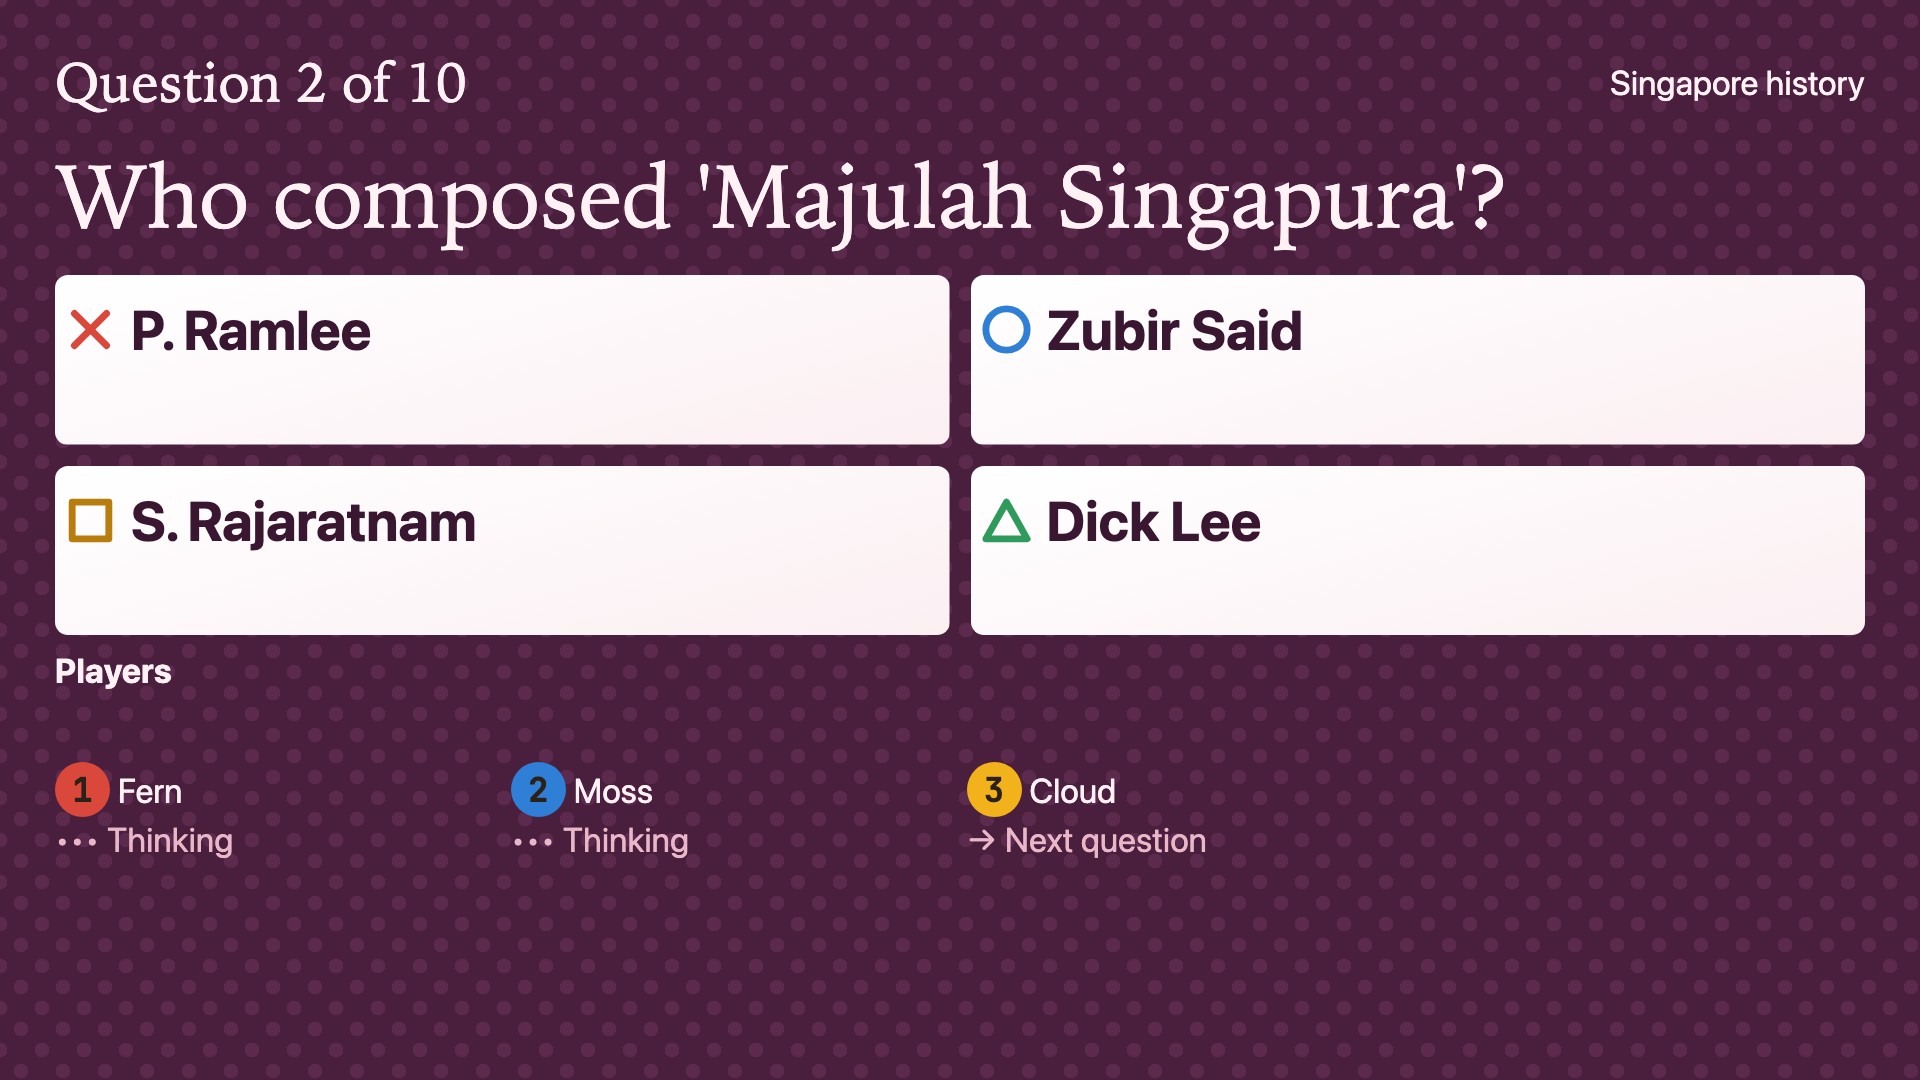 Question 2 of 10
Singapore history
Who composed 'Majulah Singapura'?
P. Ramlee
Zubir Said
S. Rajaratnam
Dick Lee
Players
1 Fern
... Thinking
2 Moss
... Thinking
3 Cloud
→ Next question